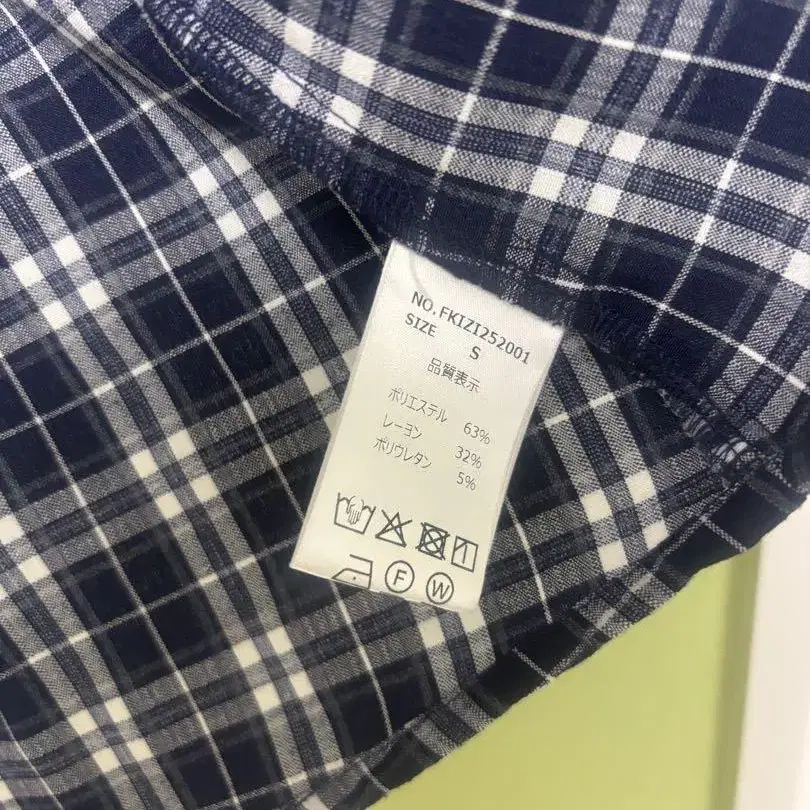 NO.FKIZI252001
SIZE S
品質表示
ポリエステル 63%
レーヨン 32%
ポリウレタン 5%
F W